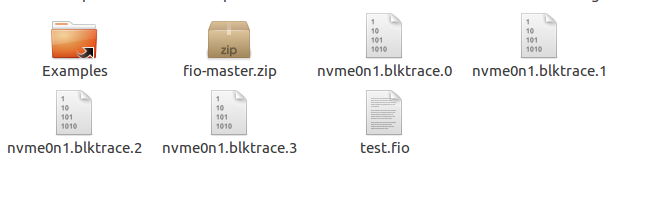 Examples
fio-master.zip
nvme0n1.blktrace.0
nvme0n1.blktrace.1
nvme0n1.blktrace.2
nvme0n1.blktrace.3
test.fio